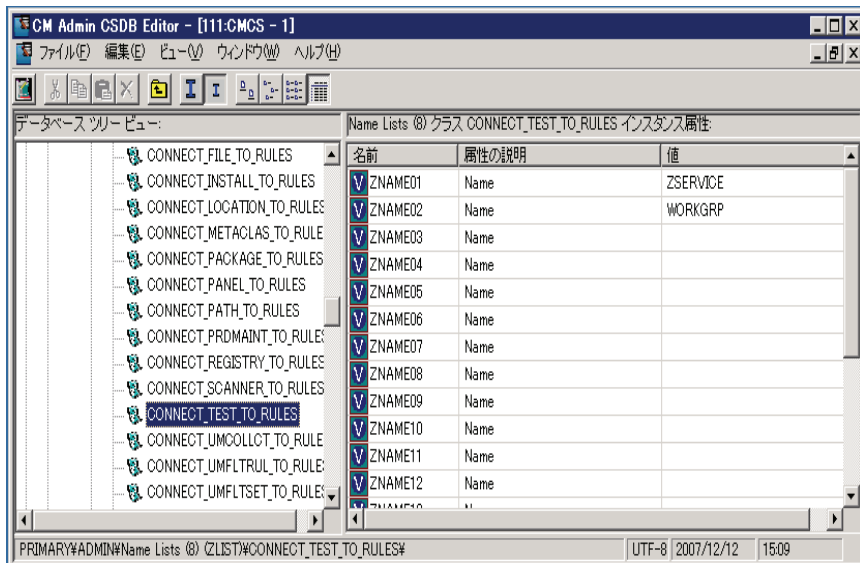 CM Admin CSDB Editor - [111:CMCS - 1]
ファイル(F) 編集(E) ビュー(V) ウィンドウ(W) ヘルプ(H)
データベース ツリー ビュー:
CONNECT_FILE_TO_RULES
CONNECT_INSTALL_TO_RULES
CONNECT_LOCATION_TO_RULES
CONNECT_METACLAS_TO_RULE
CONNECT_PACKAGE_TO_RULES
CONNECT_PANEL_TO_RULES
CONNECT_PATH_TO_RULES
CONNECT_PRDMAINT_TO_RULES
CONNECT_REGISTRY_TO_RULES
CONNECT_SCANNER_TO_RULES
CONNECT_TEST_TO_RULES
CONNECT_UMCOLLCT_TO_RULE
CONNECT_UMFLTRUL_TO_RULE
CONNECT_UMFLTSET_TO_RULES
Name Lists (8) クラス CONNECT_TEST_TO_RULES インスタンス属性:
名前 属性の説明 値
ZNAME01 Name ZSERVICE
ZNAME02 Name WORKGRP
ZNAME03 Name
ZNAME04 Name
ZNAME05 Name
ZNAME06 Name
ZNAME07 Name
ZNAME08 Name
ZNAME09 Name
ZNAME10 Name
ZNAME11 Name
ZNAME12 Name
PRIMARY¥ADMIN¥Name Lists (8) (ZLIST)¥CONNECT_TEST_TO_RULES¥ UTF-8 2007/12/12 15:09